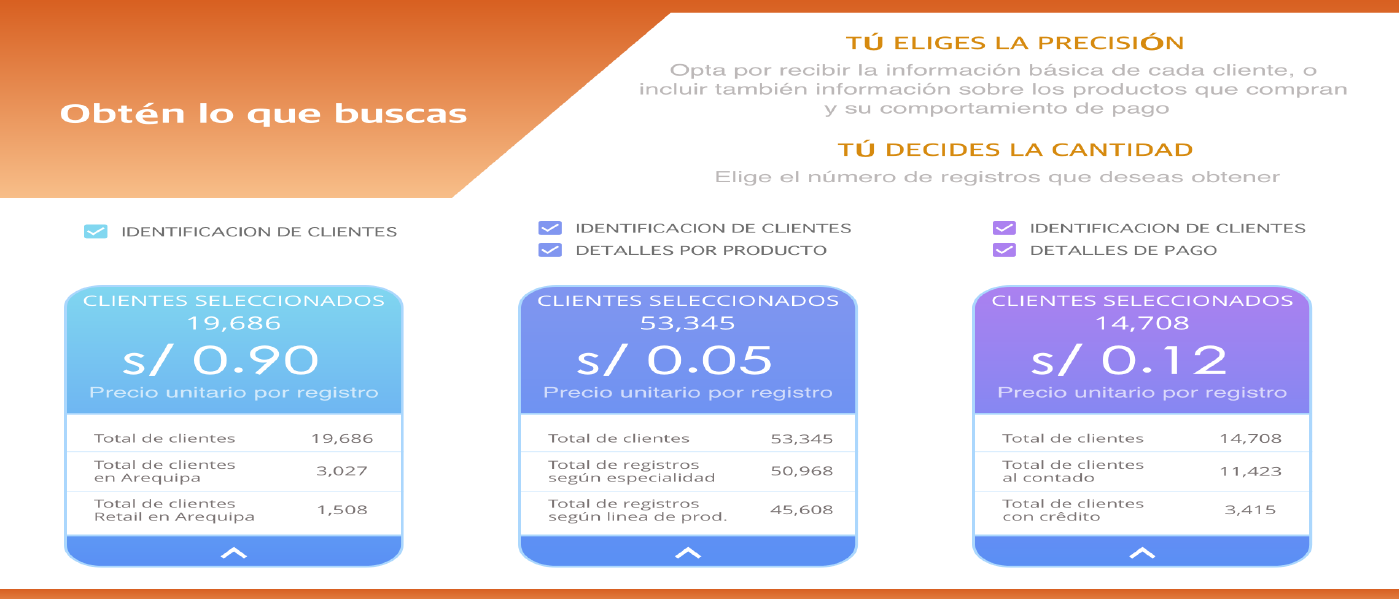 Obtén lo que buscas
TÚ ELIGES LA PRECISIÓN
Opta por recibir la información básica de cada cliente, o
incluir también información sobre los productos que compran
y su comportamiento de pago
TÚ DECIDES LA CANTIDAD
Elige el número de registros que deseas obtener
IDENTIFICACION DE CLIENTES
CLIENTES SELECCIONADOS
19,686
s/ 0.90
Precio unitario por registro
Total de clientes 19,686
Total de clientes
en Arequipa 3,027
Total de clientes
Retail en Arequipa 1,508
IDENTIFICACION DE CLIENTES
DETALLES POR PRODUCTO
CLIENTES SELECCIONADOS
53,345
s/ 0.05
Precio unitario por registro
Total de clientes 53,345
Total de registros
según especialidad 50,968
Total de registros
según linea de prod. 45,608
IDENTIFICACION DE CLIENTES
DETALLES DE PAGO
CLIENTES SELECCIONADOS
14,708
s/ 0.12
Precio unitario por registro
Total de clientes 14,708
Total de clientes
al contado 11,423
Total de clientes
con crêdito 3,415